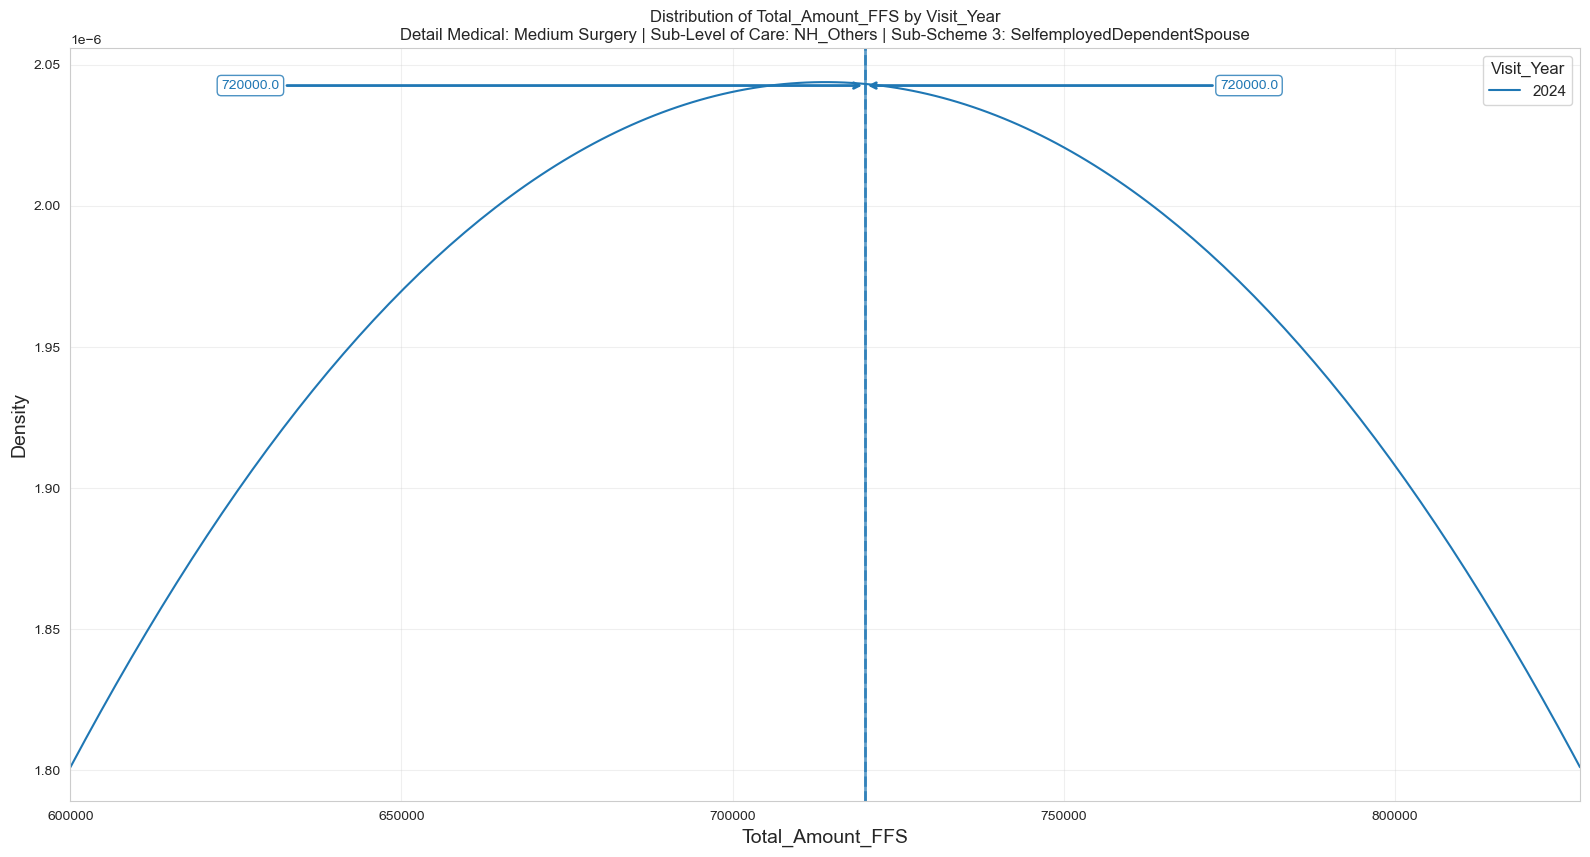 Distribution of Total_Amount_FFS by Visit_Year
Detail Medical: Medium Surgery | Sub-Level of Care: NH_Others | Sub-Scheme 3: SelfemployedDependentSpouse
1e−6
2.05
2.00
1.95
1.90
1.85
1.80
Density
720000.0
720000.0
Visit_Year
2024
600000
650000
700000
750000
800000
Total_Amount_FFS